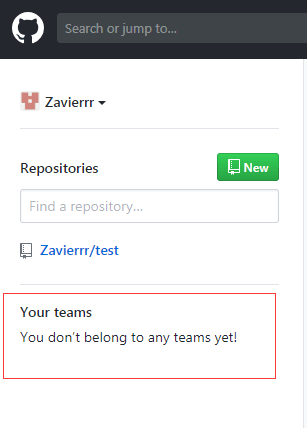 Search or jump to...
Zavierrr
Repositories
New
Find a repository...
Zavierrr/test
Your teams
You don’t belong to any teams yet!